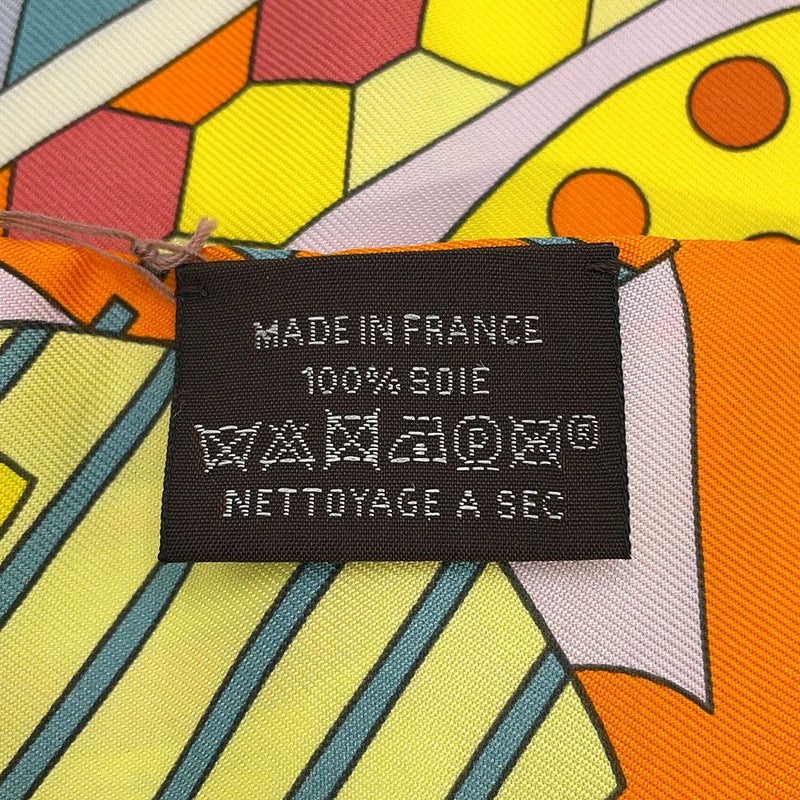 MADE IN FRANCE
100% SOIE
P ®
NETTOYAGE A SEC